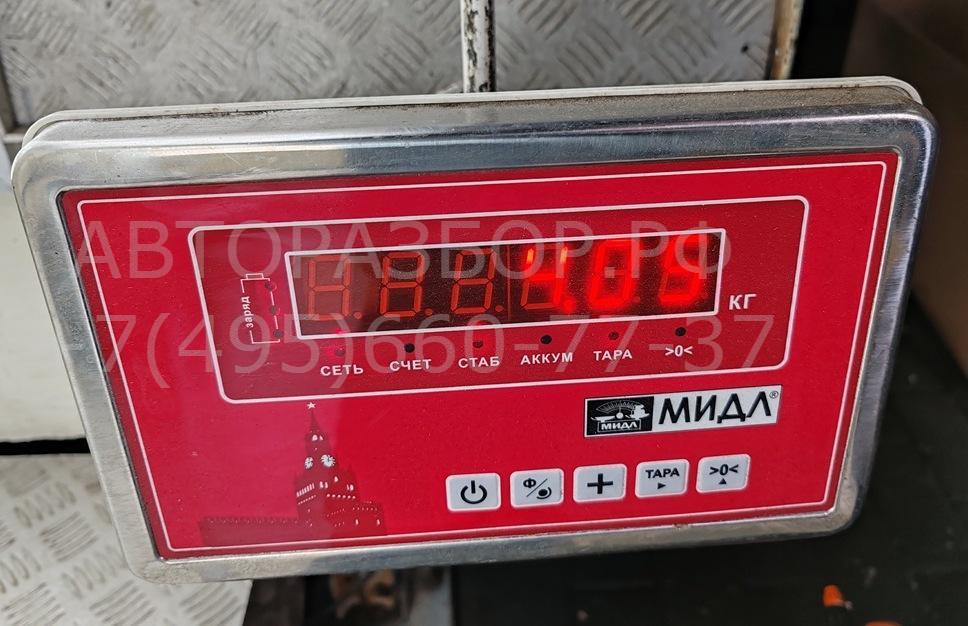 АВТОРАЗБОР.РФ
4.05
КГ
заряд
7(495)660-77-37
СЕТЬ СЧЕТ СТАБ АККУМ ТАРА >0<
МИДЛ МИДЛ®
Ф ТАРА >0<